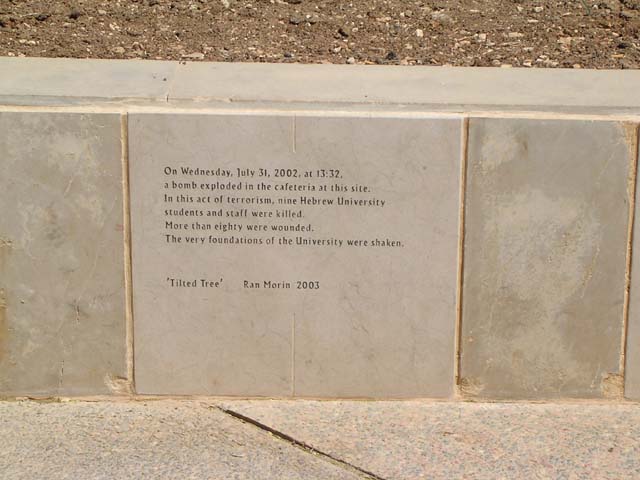 On Wednesday, July 31, 2002, at 13:32,
a bomb exploded in the cafeteria at this site.
In this act of terrorism, nine Hebrew University
students and staff were killed.
More than eighty were wounded.
The very foundations of the University were shaken.
'Tilted Tree' Ran Morin 2003